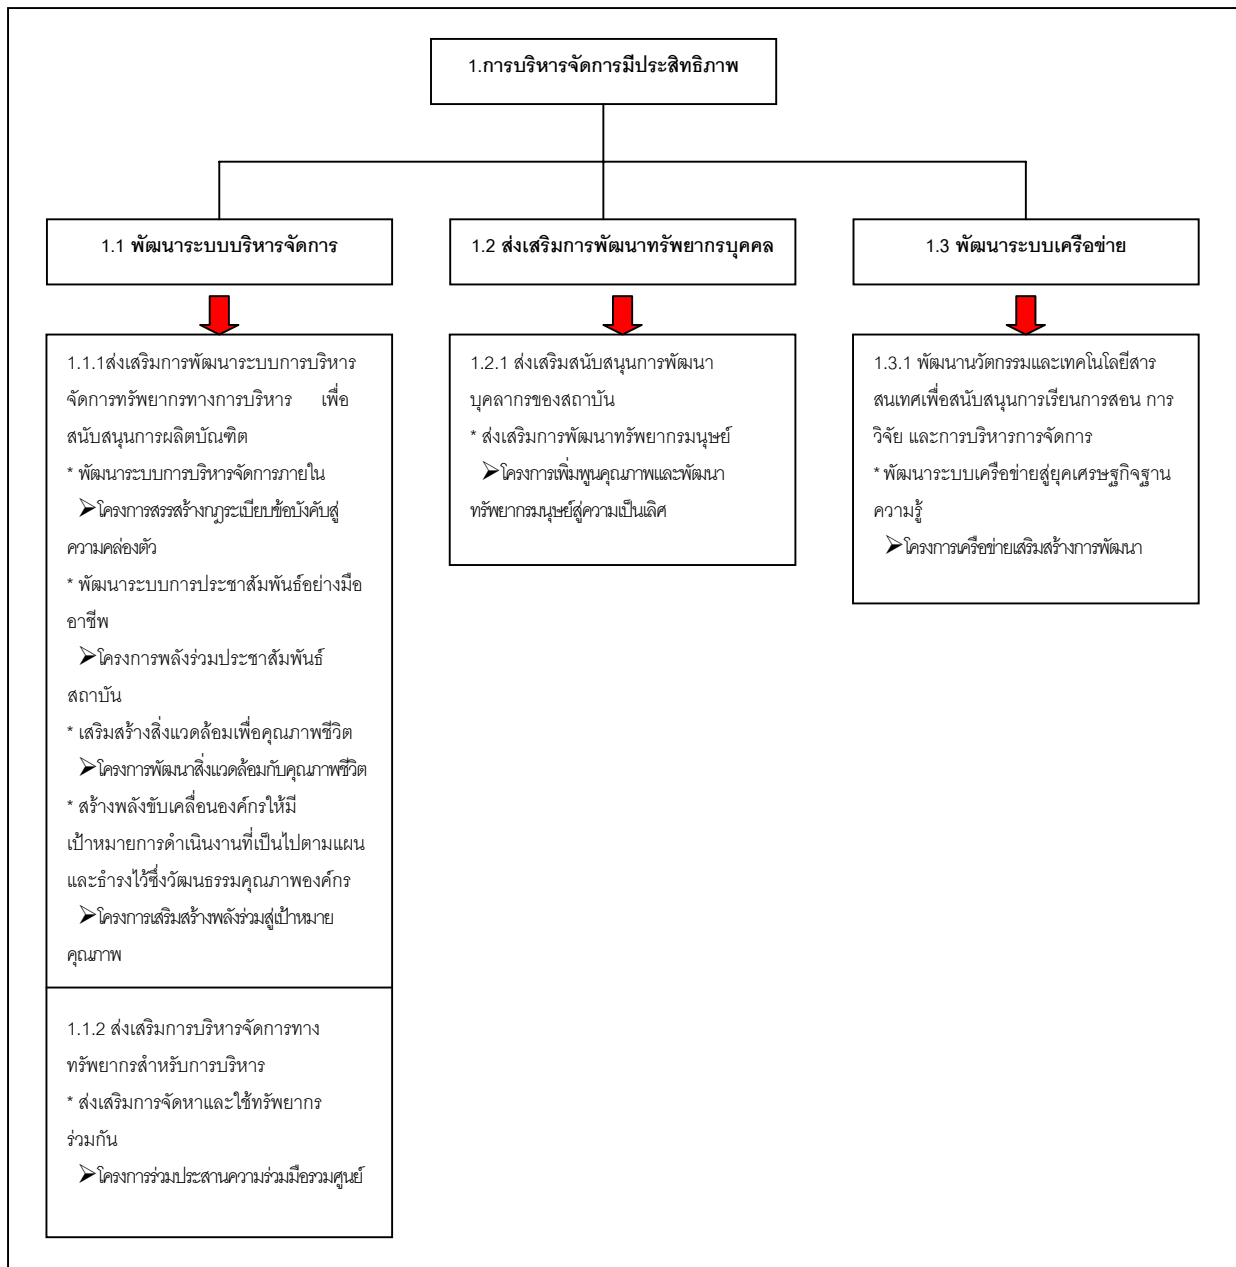 1.การบริหารจัดการมีประสิทธิภาพ
1.1 พัฒนาระบบบริหารจัดการ
1.2 ส่งเสริมการพัฒนาทรัพยากรบุคคล
1.3 พัฒนาระบบเครือข่าย
1.1.1ส่งเสริมการพัฒนาระบบการบริหาร
จัดการทรัพยากรทางการบริหาร เพื่อ
สนับสนุนการผลิตบัณฑิต
* พัฒนาระบบการบริหารจัดการภายใน
➢โครงการสรรสร้างกฎระเบียบข้อบังคับสู่
ความคล่องตัว
* พัฒนาระบบการประชาสัมพันธ์อย่างมือ
อาชีพ
➢โครงการพลังร่วมประชาสัมพันธ์
สถาบัน
* เสริมสร้างสิ่งแวดล้อมเพื่อคุณภาพชีวิต
➢โครงการพัฒนาสิ่งแวดล้อมกับคุณภาพชีวิต
* สร้างพลังขับเคลื่อนองค์กรให้มี
เป้าหมายการดำเนินงานที่เป็นไปตามแผน
และธำรงไว้ซึ่งวัฒนธรรมคุณภาพองค์กร
➢โครงการเสริมสร้างพลังร่วมสู่เป้าหมาย
คุณภาพ
1.1.2 ส่งเสริมการบริหารจัดการทาง
ทรัพยากรสำหรับการบริหาร
* ส่งเสริมการจัดหาและใช้ทรัพยากร
ร่วมกัน
➢โครงการร่วมประสานความร่วมมือรวมศูนย์
1.2.1 ส่งเสริมสนับสนุนการพัฒนา
บุคลากรของสถาบัน
* ส่งเสริมการพัฒนาทรัพยากรมนุษย์
➢โครงการเพิ่มพูนคุณภาพและพัฒนา
ทรัพยากรมนุษย์สู่ความเป็นเลิศ
1.3.1 พัฒนานวัตกรรมและเทคโนโลยีสาร
สนเทศเพื่อสนับสนุนการเรียนการสอน การ
วิจัย และการบริหารการจัดการ
* พัฒนาระบบเครือข่ายสู่ยุคเศรษฐกิจฐาน
ความรู้
➢โครงการเครือข่ายเสริมสร้างการพัฒนา